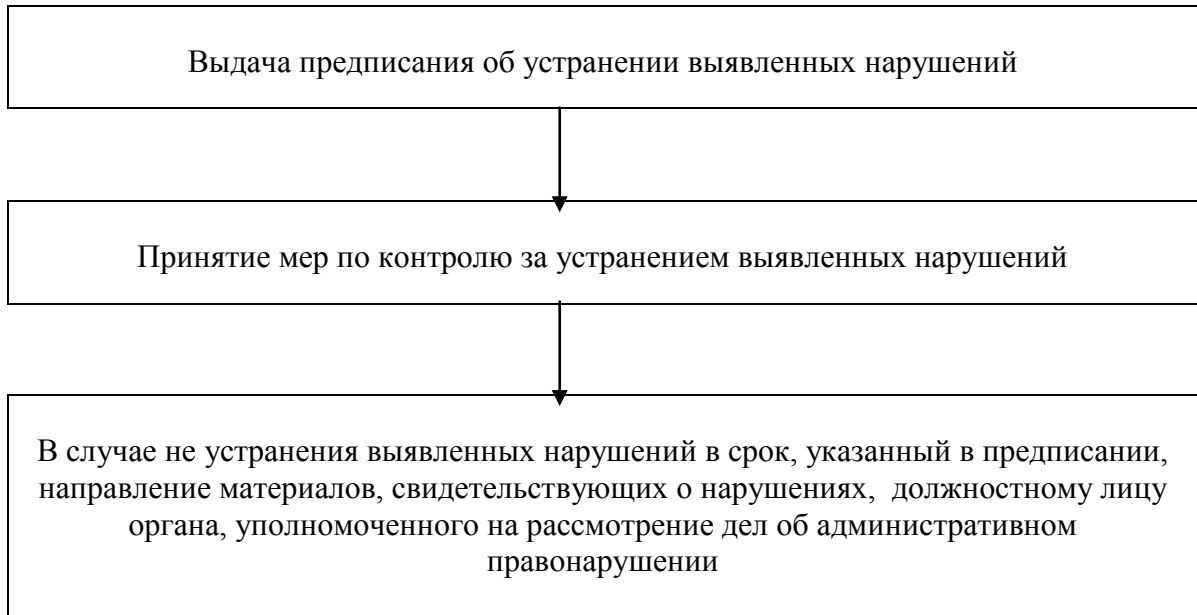 Выдача предписания об устранении выявленных нарушений
Принятие мер по контролю за устранением выявленных нарушений
В случае не устранения выявленных нарушений в срок, указанный в предписании,
направление материалов, свидетельствующих о нарушениях, должностному лицу
органа, уполномоченного на рассмотрение дел об административном
правонарушении